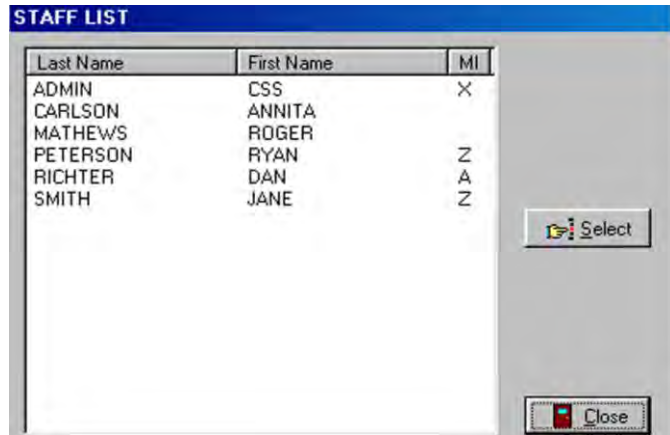 STAFF LIST
Last Name First Name MI
ADMIN CSS X
CARLSON ANNITA
MATHEWS ROGER
PETERSON RYAN Z
RICHTER DAN A
SMITH JANE Z
Select
Close